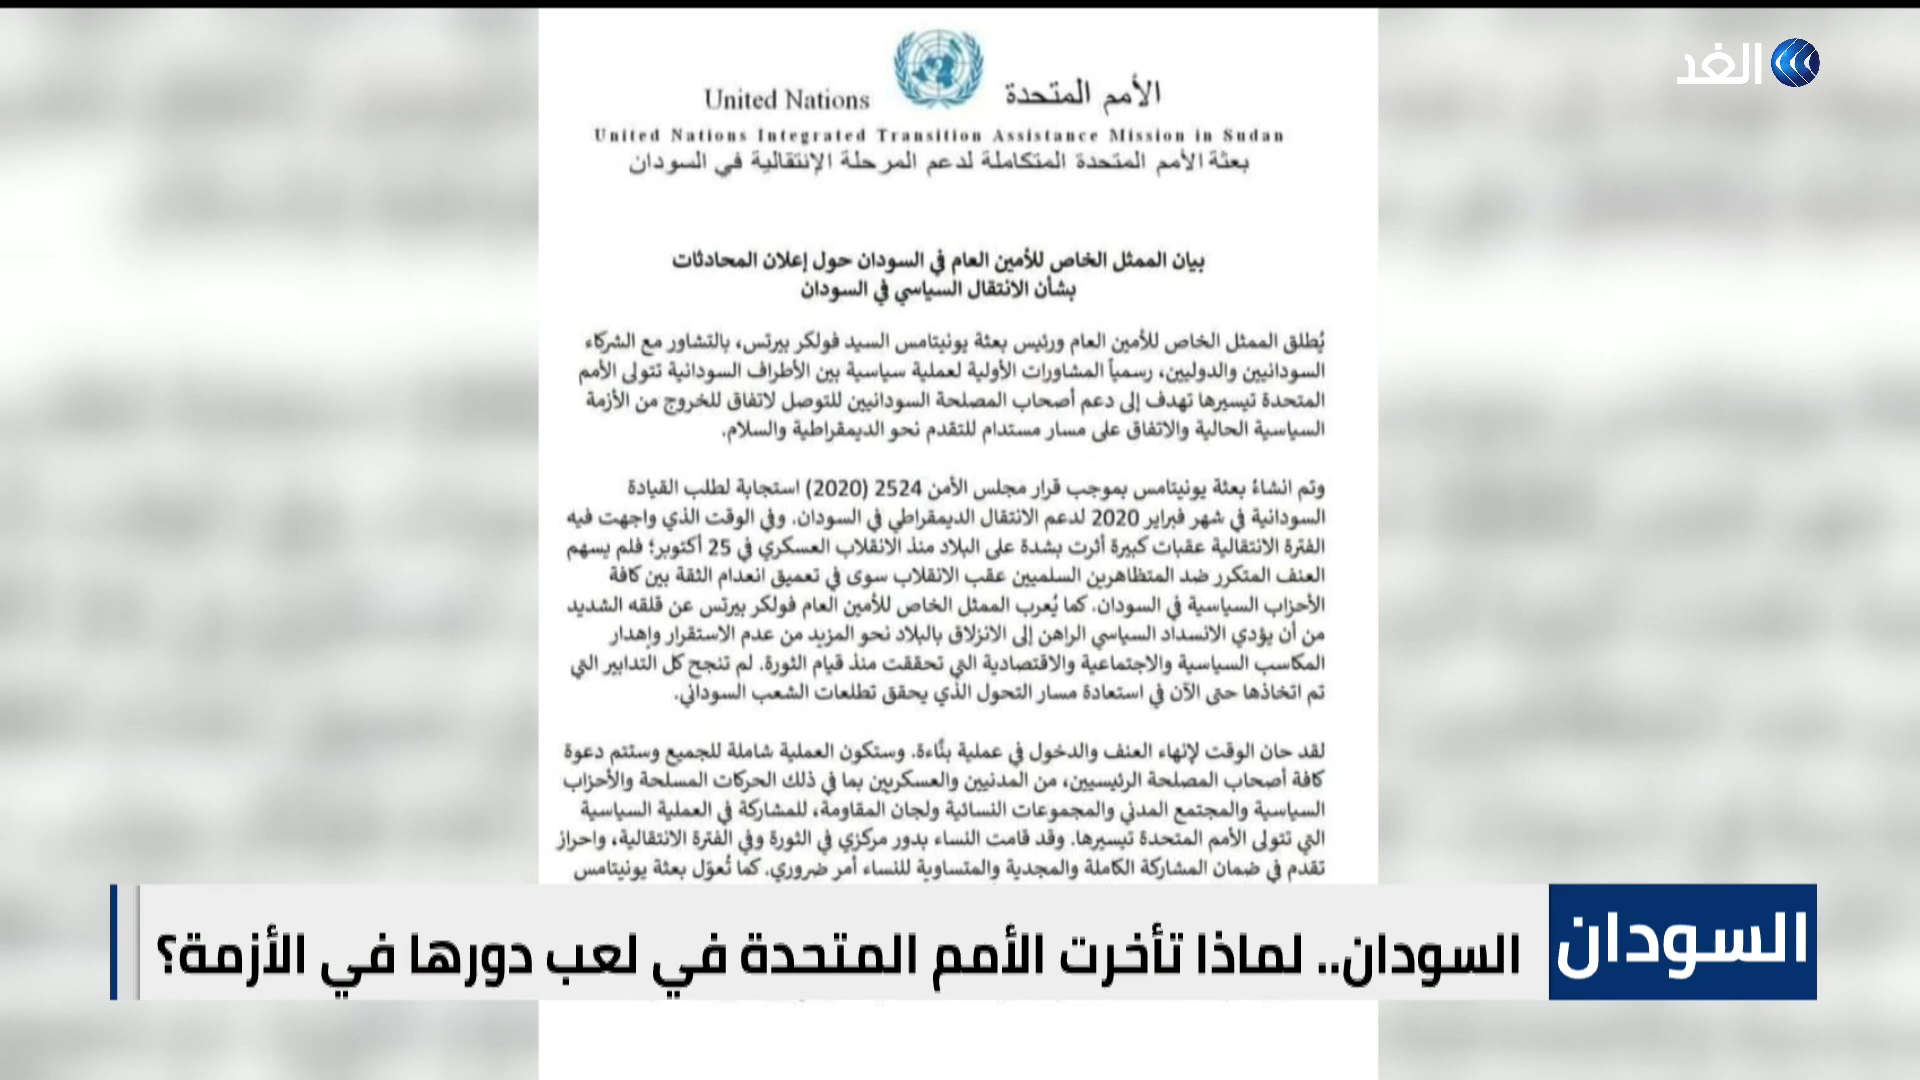 الغد
United Nations الأمم المتحدة
United Nations Integrated Transition Assistance Mission in Sudan
بعثة الأمم المتحدة المتكاملة لدعم المرحلة الإنتقالية في السودان
بيان الممثل الخاص للأمين العام في السودان حول إعلان المحادثات
بشأن الانتقال السياسي في السودان
يُطلق الممثل الخاص للأمين العام ورئيس بعثة يونيتامس السيد فولكر بيرتس، بالتشاور مع الشركاء
السودانيين والدوليين، رسمياً المشاورات الأولية لعملية سياسية بين الأطراف السودانية تتولى الأمم
المتحدة تيسيرها تهدف إلى دعم أصحاب المصلحة السودانيين للتوصل لاتفاق للخروج من الأزمة
السياسية الحالية والاتفاق على مسار مستدام للتقدم نحو الديمقراطية والسلام.
وتم انشاءُ بعثة يونيتامس بموجب قرار مجلس الأمن 2524 (2020) استجابة لطلب القيادة
السودانية في شهر فبراير 2020 لدعم الانتقال الديمقراطي في السودان. وفي الوقت الذي واجهت فيه
الفترة الانتقالية عقبات كبيرة أثرت بشدة على البلاد منذ الانقلاب العسكري في 25 أكتوبر؛ فلم يسهم
العنف المتكرر ضد المتظاهرين السلميين عقب الانقلاب سوى في تعميق انعدام الثقة بين كافة
الأحزاب السياسية في السودان. كما يُعرب الممثل الخاص للأمين العام فولكر بيرتس عن قلقه الشديد
من أن يؤدي الانسداد السياسي الراهن إلى الانزلاق بالبلاد نحو المزيد من عدم الاستقرار وإهدار
المكاسب السياسية والاجتماعية والاقتصادية التي تحققت منذ قيام الثورة. لم تنجح كل التدابير التي
تم اتخاذها حتى الآن في استعادة مسار التحول الذي يحقق تطلعات الشعب السوداني.
لقد حان الوقت لإنهاء العنف والدخول في عملية بنَّاءة. وستكون العملية شاملة للجميع وستتم دعوة
كافة أصحاب المصلحة الرئيسيين، من المدنيين والعسكريين بما في ذلك الحركات المسلحة والأحزاب
السياسية والمجتمع المدني والمجموعات النسائية ولجان المقاومة، للمشاركة في العملية السياسية
التي تتولى الأمم المتحدة تيسيرها. وقد قامت النساء بدور مركزي في الثورة وفي الفترة الانتقالية، واحراز
تقدم في ضمان المشاركة الكاملة والمجدية والمتساوية للنساء أمر ضروري. كما تُعوّل بعثة يونيتامس
السودان
السودان.. لماذا تأخرت الأمم المتحدة في لعب دورها في الأزمة؟